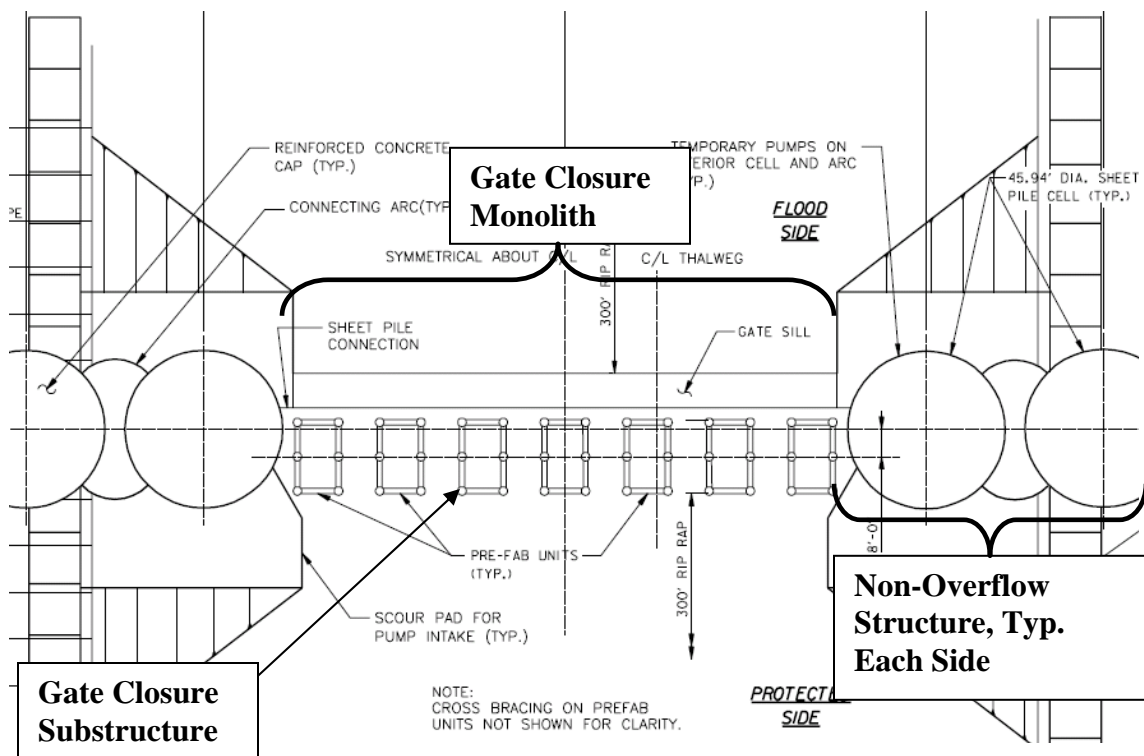 REINFORCED CONCRETE
CAP (TYP.)
CONNECTING ARC(TYP
Gate Closure
Monolith
TEMPORARY PUMPS ON
CELL AND ARC
45.94' DIA. SHEET
PILE CELL (TYP.)
FLOOD
SIDE
PE
SYMMETRICAL ABOUT
C/L THALWEG
300' RIP
SHEET PILE
CONNECTION
GATE SILL
PRE-FAB UNITS
(TYP.)
300' RIP RAP
8'-0
SCOUR PAD FOR
PUMP INTAKE (TYP.)
Non-Overflow
Structure, Typ.
Each Side
Gate Closure
Substructure
NOTE:
CROSS BRACING ON PREFAB
UNITS NOT SHOWN FOR CLARITY.
PROTECTE
SIDE